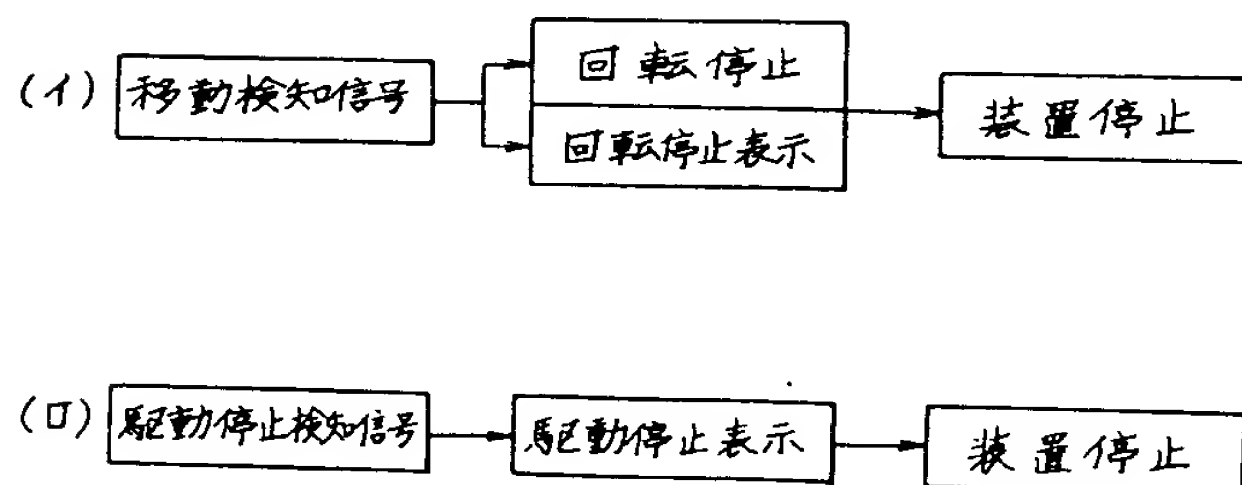 (イ) 移動検知信号
回転停止
回転停止表示
装置停止
(ロ) 駆動停止検知信号
駆動停止表示
装置停止